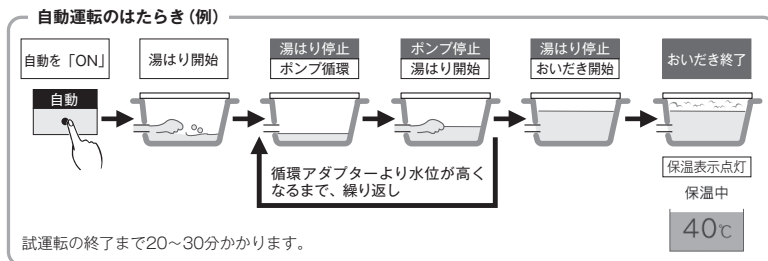 自動運転のはたらき(例)
自動を「ON」
湯はり開始
湯はり停止
ポンプ循環
ポンプ停止
湯はり開始
湯はり停止
おいだき開始
おいだき終了
自動
循環アダプターより水位が高く
なるまで、繰り返し
保温表示点灯
保温中
40℃
試運転の終了まで20〜30分かかります。